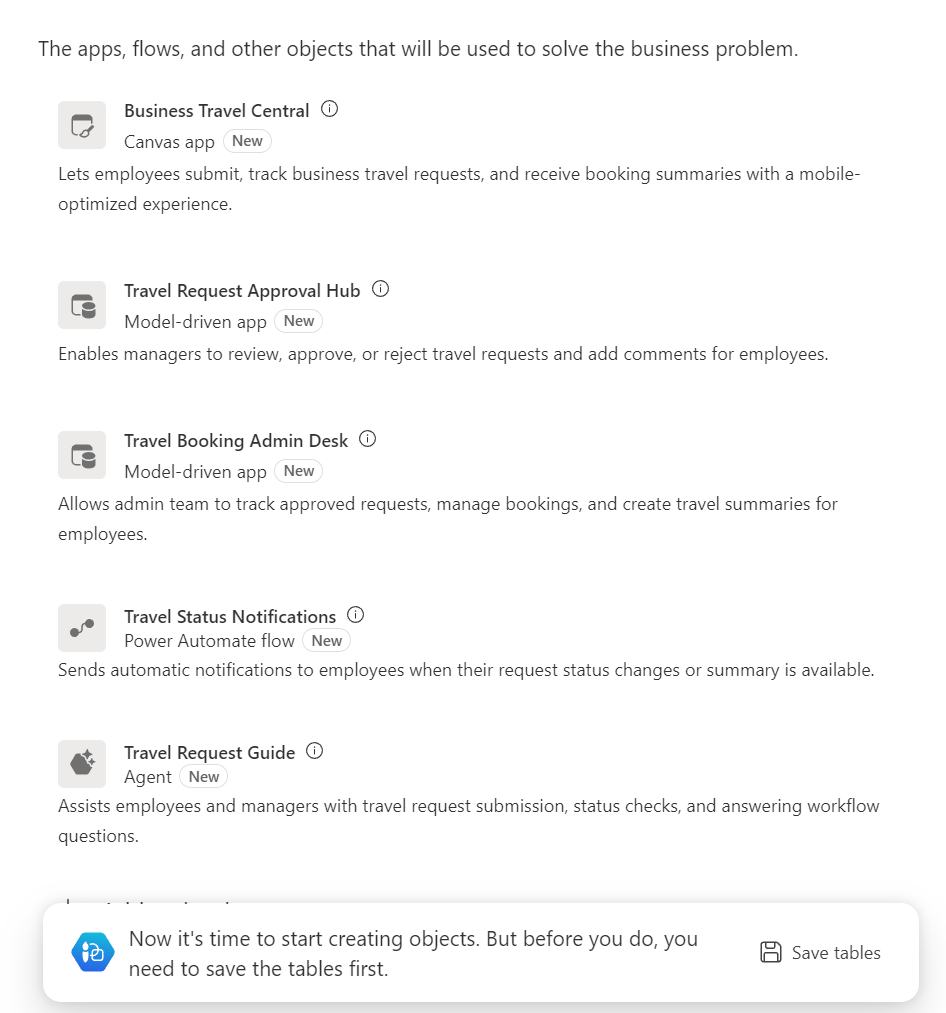 The apps, flows, and other objects that will be used to solve the business problem.
Business Travel Central
Canvas app New
Lets employees submit, track business travel requests, and receive booking summaries with a mobile-
optimized experience.
Travel Request Approval Hub
Model-driven app New
Enables managers to review, approve, or reject travel requests and add comments for employees.
Travel Booking Admin Desk
Model-driven app New
Allows admin team to track approved requests, manage bookings, and create travel summaries for
employees.
Travel Status Notifications
Power Automate flow New
Sends automatic notifications to employees when their request status changes or summary is available.
Travel Request Guide
Agent New
Assists employees and managers with travel request submission, status checks, and answering workflow
questions.
Now it's time to start creating objects. But before you do, you
need to save the tables first.
Save tables